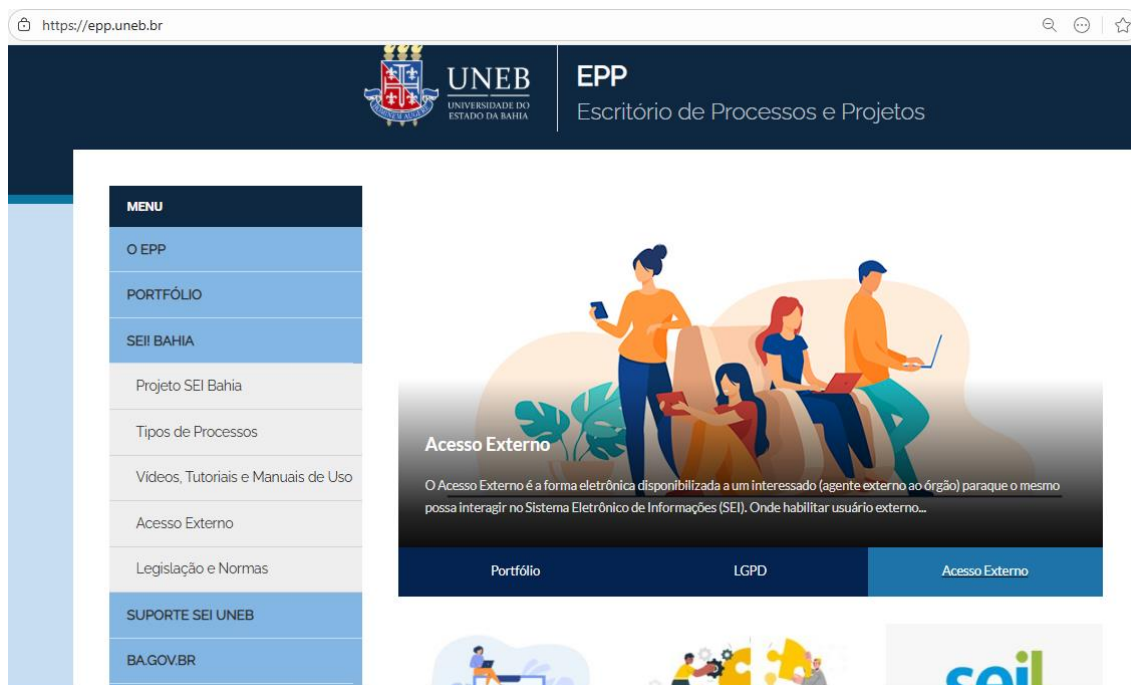 https://epp.uneb.br
UNEB
UNIVERSIDADE DO
ESTADO DA BAHIA
EPP
Escritório de Processos e Projetos
MENU
O EPP
PORTFÓLIO
SEI! BAHIA
Projeto SEI Bahia
Tipos de Processos
Vídeos, Tutoriais e Manuais de Uso
Acesso Externo
Legislação e Normas
SUPORTE SEI UNEB
BA.GOV.BR
Acesso Externo
O Acesso Externo é a forma eletrônica disponibilizada a um interessado (agente externo ao órgão) paraque o mesmo
possa interagir no Sistema Eletrônico de Informações (SEI). Onde habilitar usuário externo...
Portfólio
LGPD
Acesso Externo
sei!